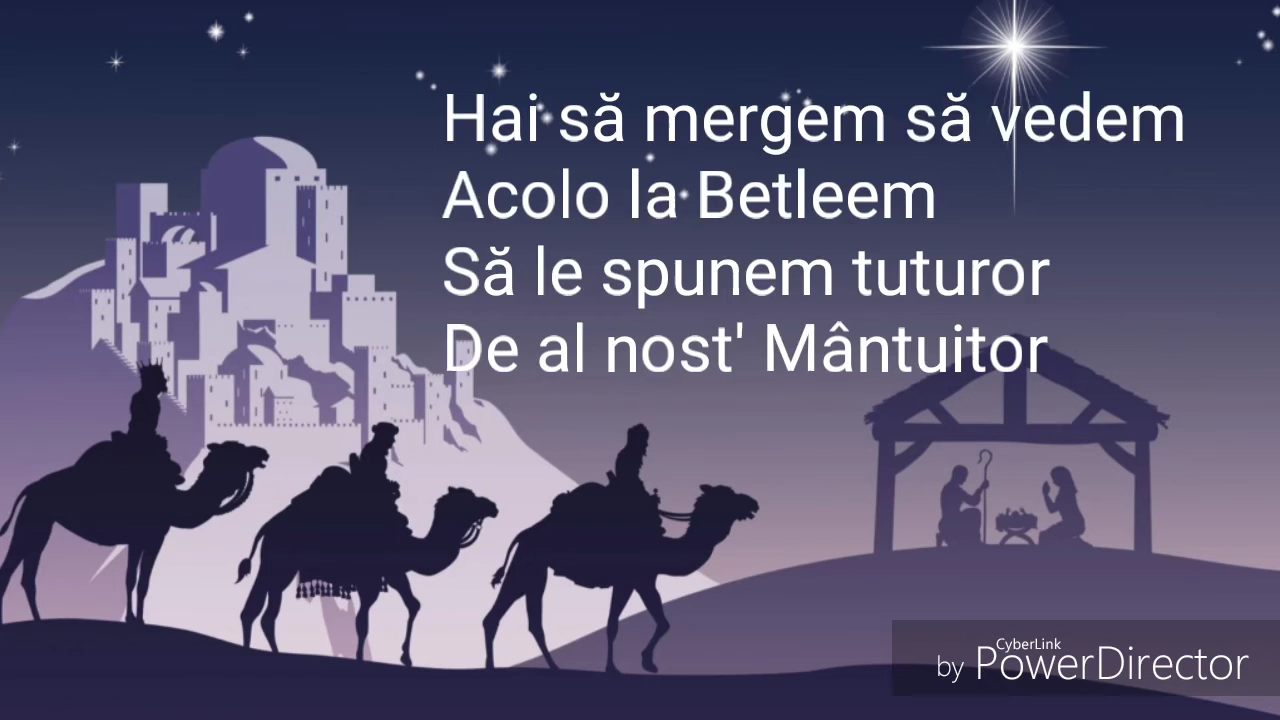 Hai să mergem să vedem
Acolo la Betleem
Să le spunem tuturor
De al nost' Mântuitor
CyberLink
by PowerDirector